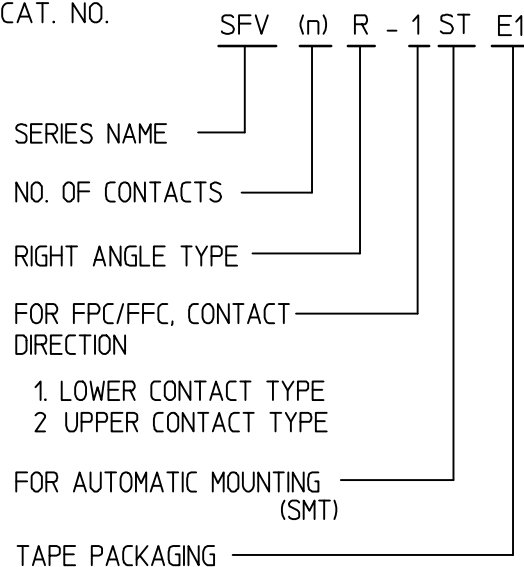 CAT. NO.
SFV (n) R - 1 ST E1
SERIES NAME
NO. OF CONTACTS
RIGHT ANGLE TYPE
FOR FPC/FFC, CONTACT
DIRECTION
1. LOWER CONTACT TYPE
2 UPPER CONTACT TYPE
FOR AUTOMATIC MOUNTING
(SMT)
TAPE PACKAGING